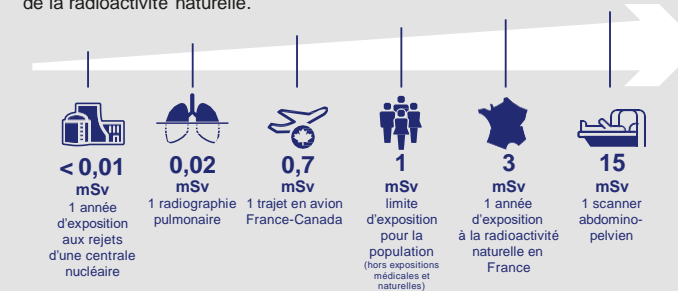 de la radioactivité naturelle.
< 0,01
mSv
1 année
d'exposition
aux rejets
d'une centrale
nucléaire
0,02
mSv
1 radiographie
pulmonaire
0,7
mSv
1 trajet en avion
France-Canada
1
mSv
limite
d'exposition
pour la
population
(hors expositions
médicales et
naturelles)
3
mSv
1 année
d'exposition
à la radioactivité
naturelle en
France
15
mSv
1 scanner
abdomino-
pelvien